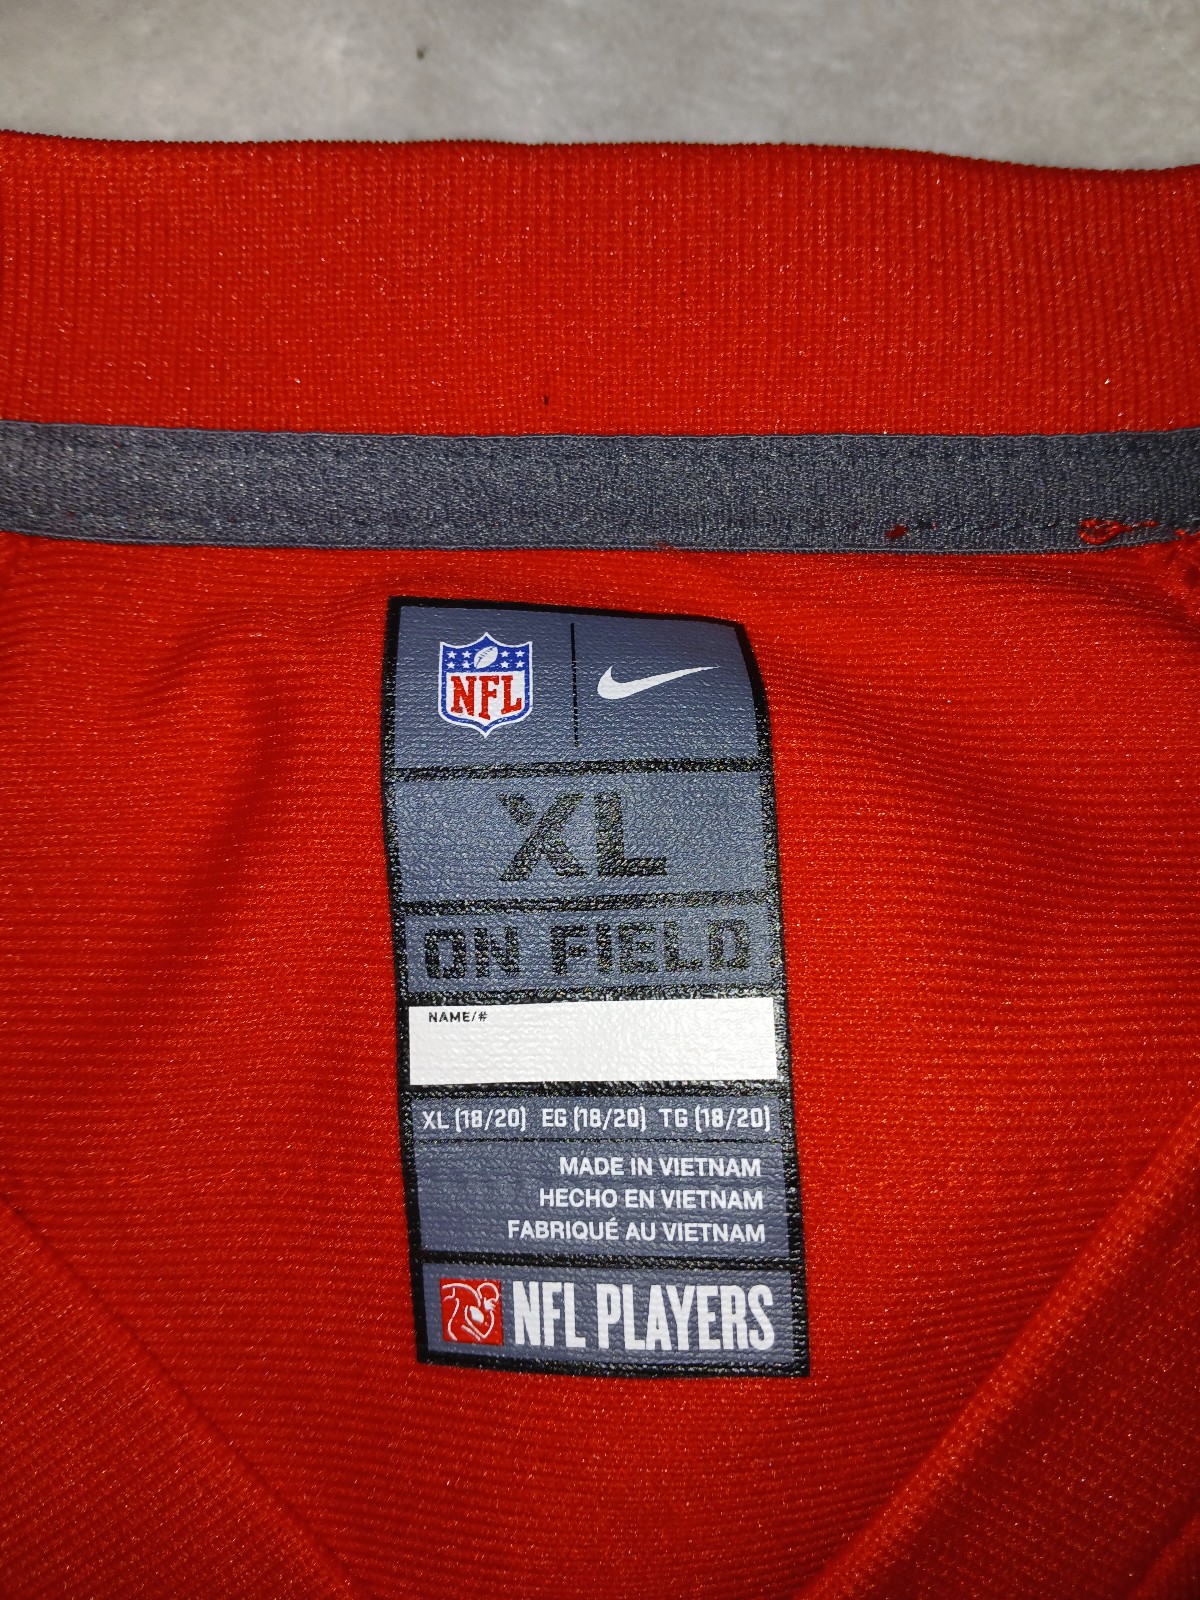 NFL
XL
ON FIELD
NAME/#
XL (18/20) EG (18/20) TG (18/20)
MADE IN VIETNAM
HECHO EN VIETNAM
FABRIQUÉ AU VIETNAM
NFL PLAYERS